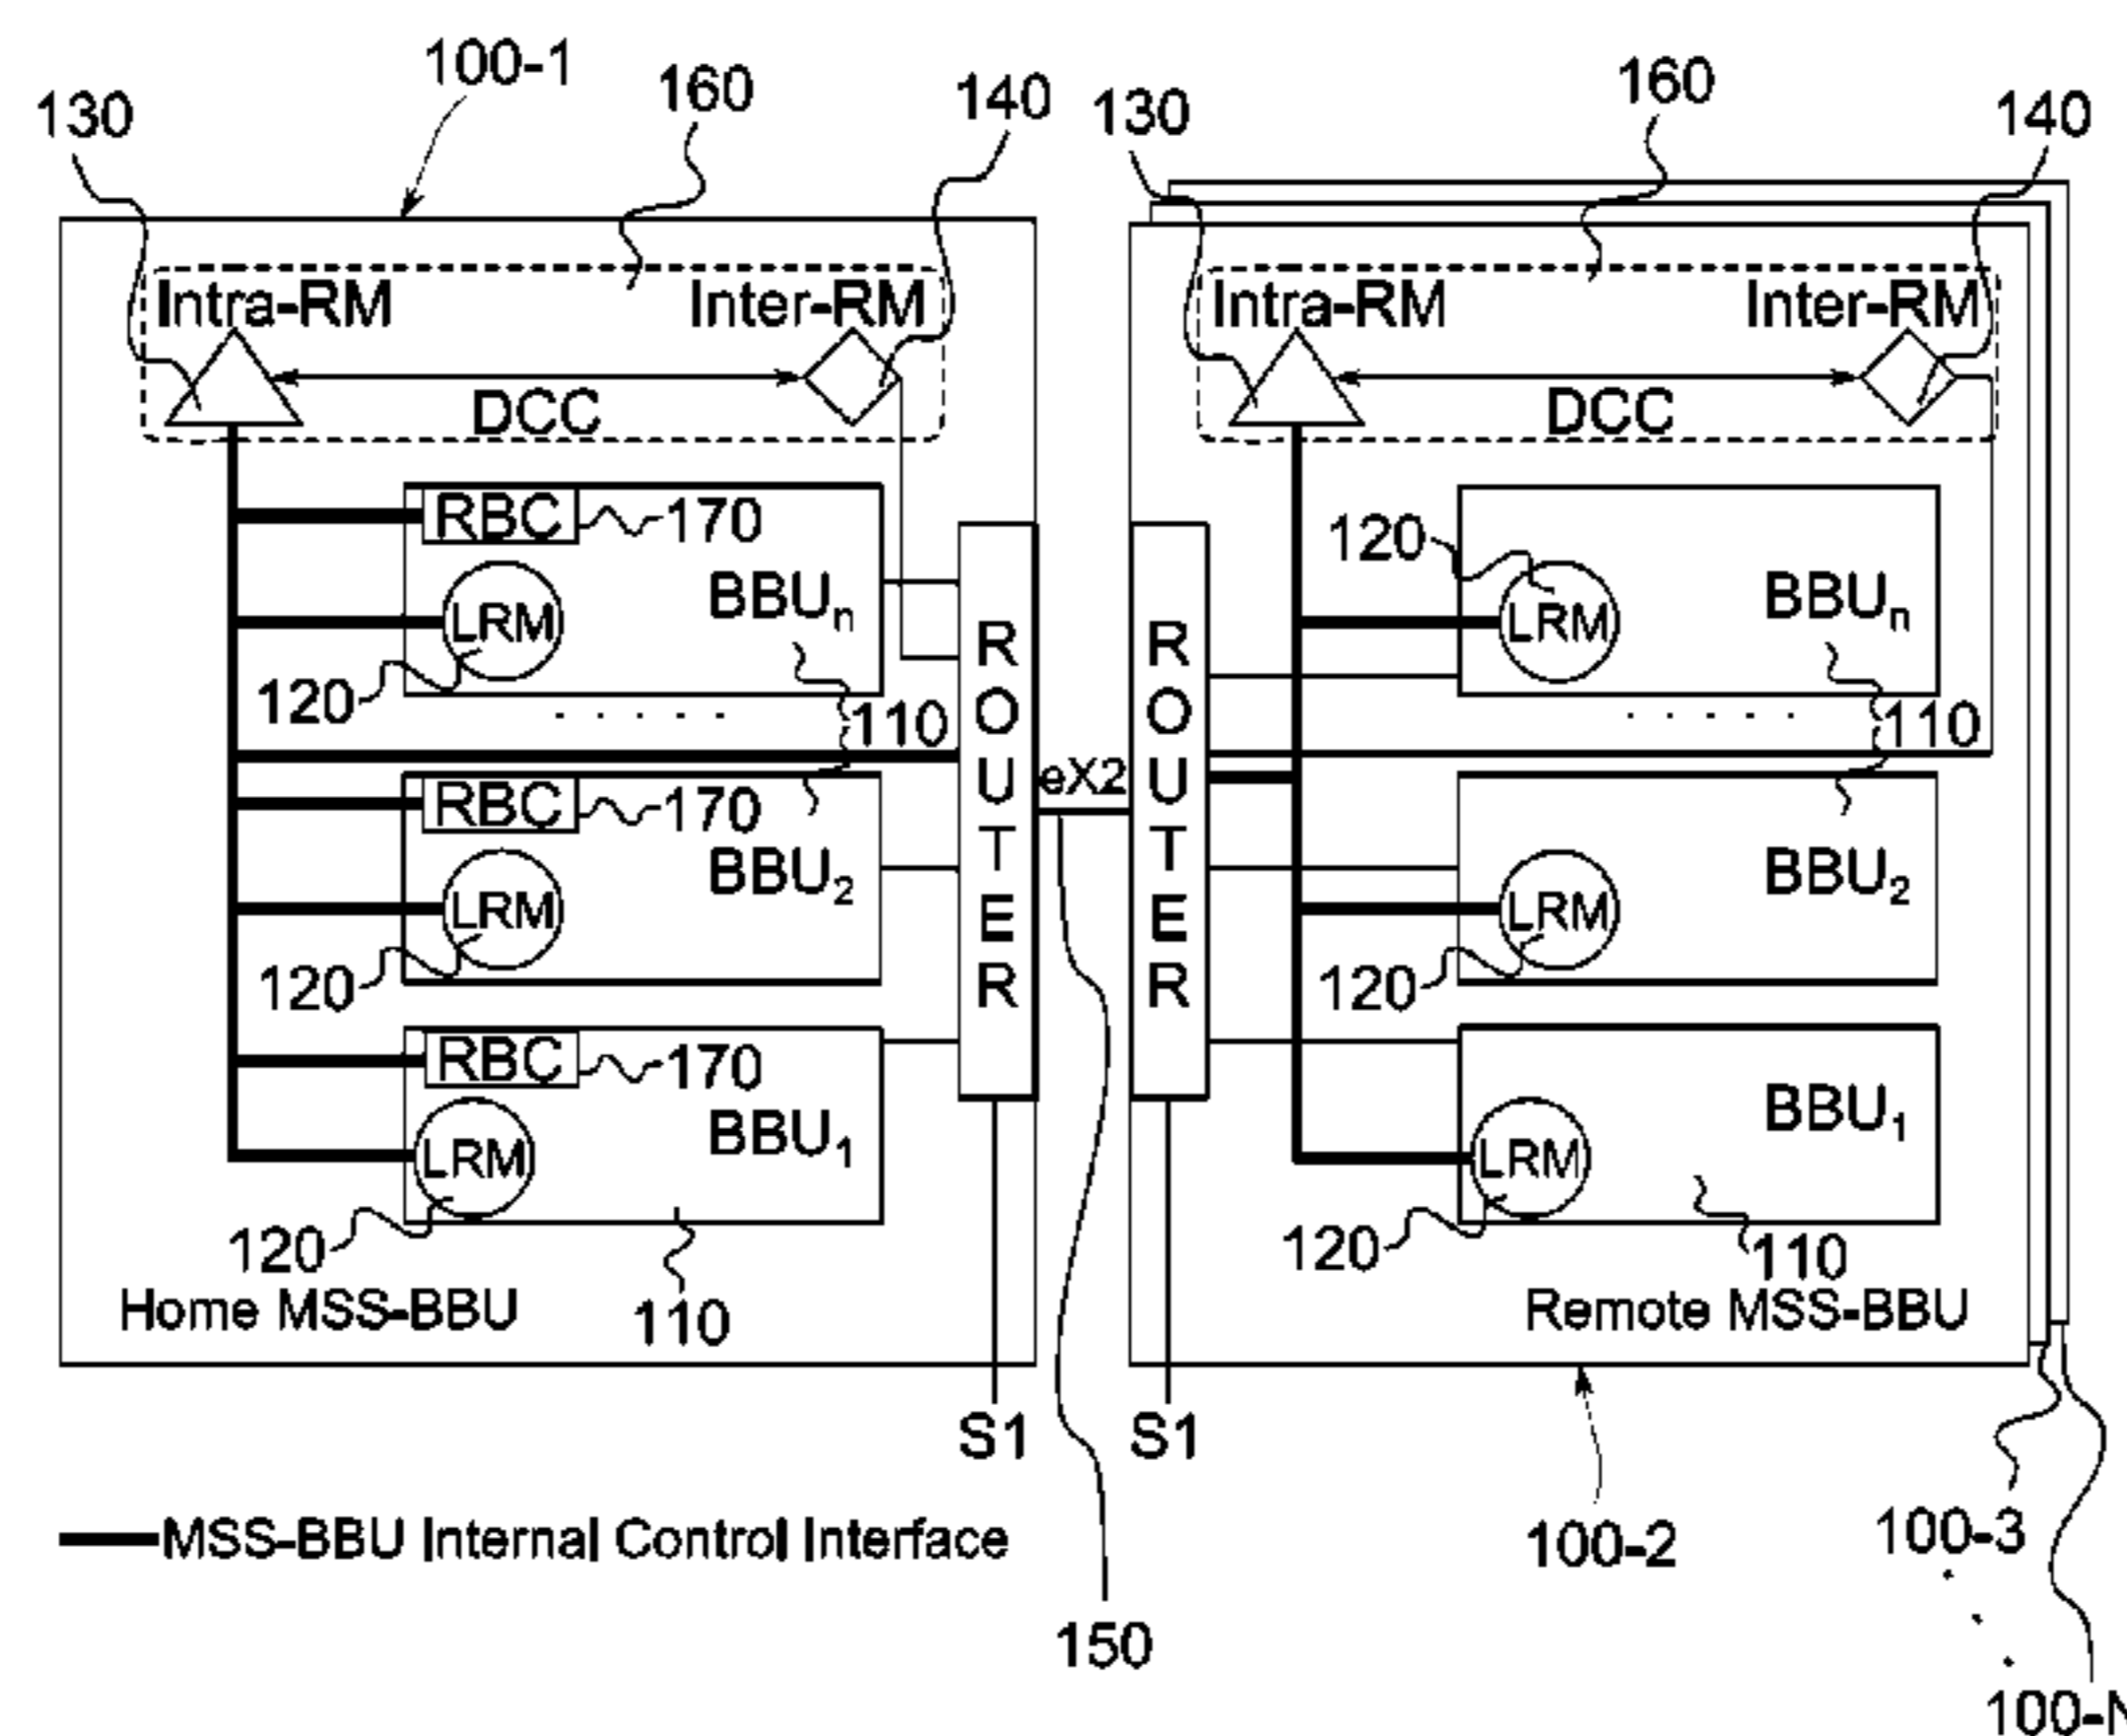 100-1
160
140
130
Intra-RM
Inter-RM
DCC
RBC
170
LRM
BBUn
120
. . . . .
110
RBC
170
LRM
BBU2
120
RBC
170
LRM
BBU1
120
110
Home MSS-BBU
ROUTER
S1
eX2
150
130
160
140
Intra-RM
Inter-RM
DCC
ROUTER
S1
120
LRM
BBUn
. . . . .
110
LRM
BBU2
120
LRM
BBU1
120
110
Remote MSS-BBU
100-2
100-3
. . .
100-N
MSS-BBU Internal Control Interface